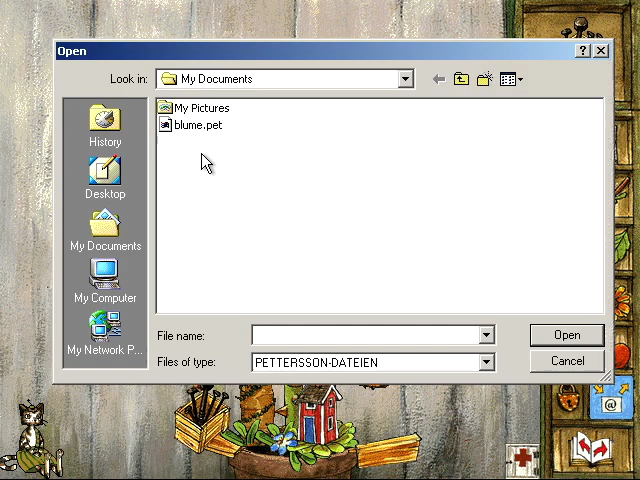 Open
Look in: My Documents
My Pictures
blume.pet
History
Desktop
My Documents
My Computer
My Network P...
File name:
Open
Files of type: PETTERSSON-DATEIEN
Cancel
@